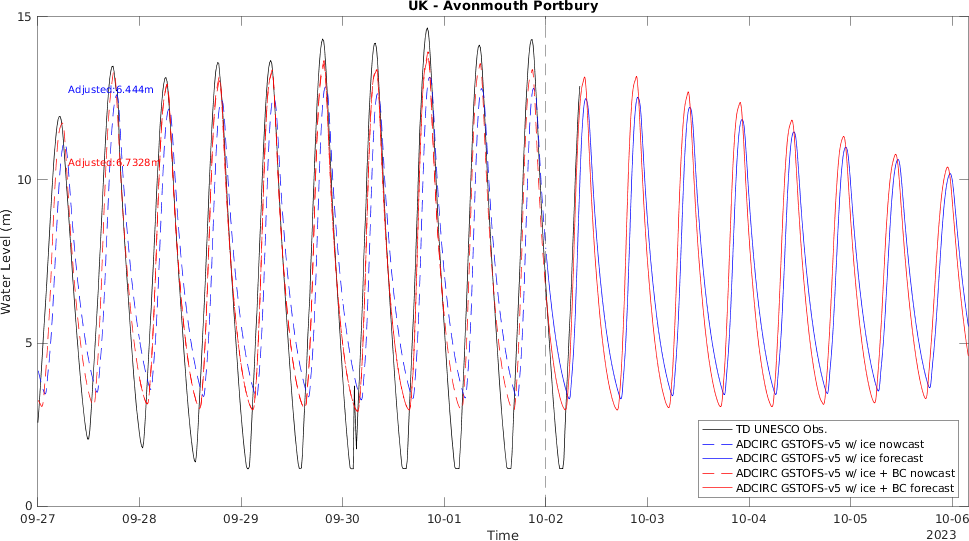 UK - Avonmouth Portbury
15
10
5
0
Water Level (m)
Adjusted:6.444m
Adjusted:6.7328m
TD UNESCO Obs.
ADCIRC GSTOFS-v5 w/ ice nowcast
ADCIRC GSTOFS-v5 w/ ice forecast
ADCIRC GSTOFS-v5 w/ ice + BC nowcast
ADCIRC GSTOFS-v5 w/ ice + BC forecast
09-27 09-28 09-29 09-30 10-01 10-02 10-03 10-04 10-05 10-06
Time
2023